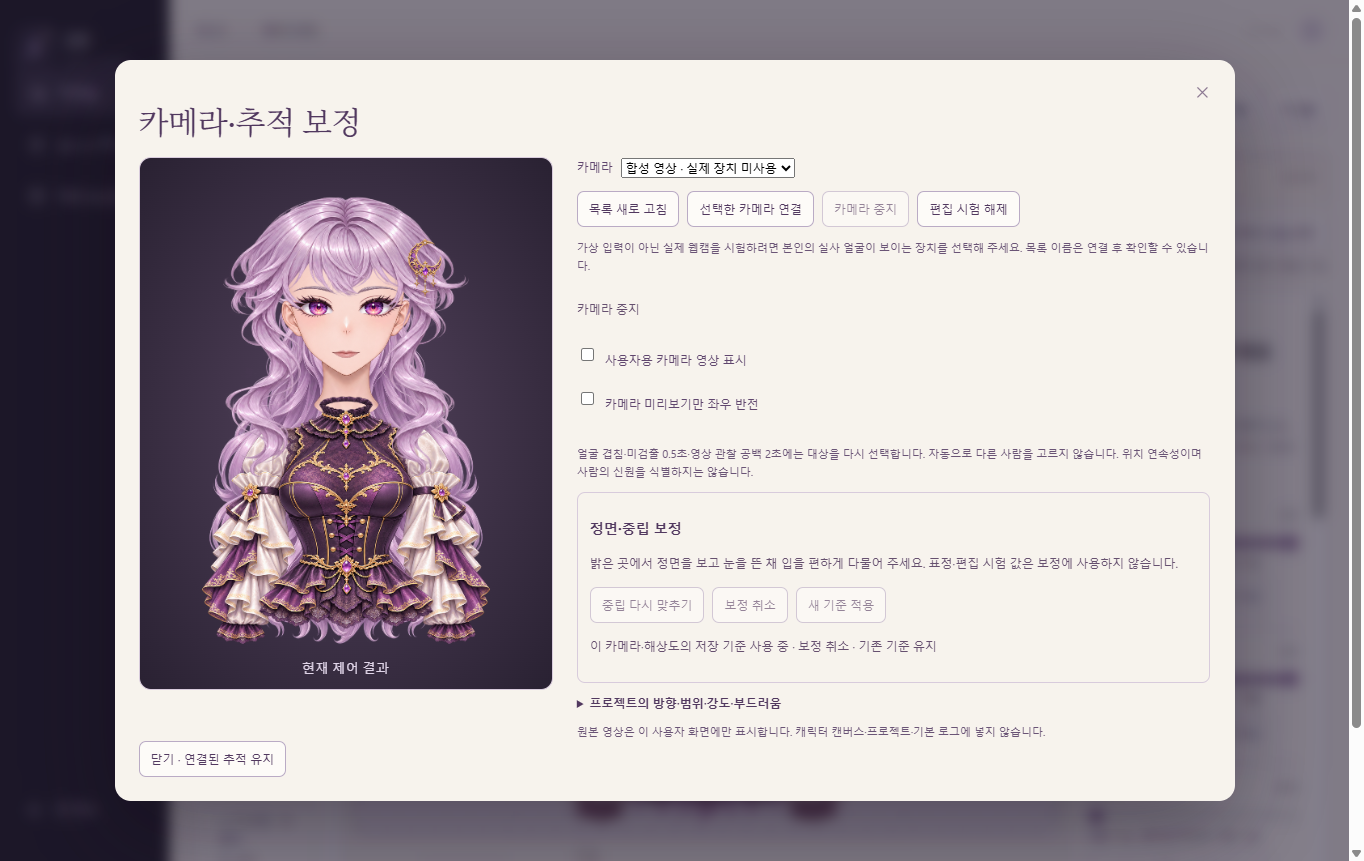 카메라·추적 보정
현재 제어 결과
닫기 · 연결된 추적 유지
카메라 합성 영상 · 실제 장치 미사용
목록 새로 고침 선택한 카메라 연결 카메라 중지 편집 시험 해제
가상 입력이 아닌 실제 웹캠을 시험하려면 본인의 실사 얼굴이 보이는 장치를 선택해 주세요. 목록 이름은 연결 후 확인할 수 있습니
다.
카메라 중지
사용자용 카메라 영상 표시
카메라 미리보기만 좌우 반전
얼굴 겹침·미검출 0.5초·영상 관찰 공백 2초에는 대상을 다시 선택합니다. 자동으로 다른 사람을 고르지 않습니다. 위치 연속성이며
사람의 신원을 식별하지는 않습니다.
정면·중립 보정
밝은 곳에서 정면을 보고 눈을 뜬 채 입을 편하게 다물어 주세요. 표정·편집 시험 값은 보정에 사용하지 않습니다.
중립 다시 맞추기 보정 취소 새 기준 적용
이 카메라·해상도의 저장 기준 사용 중 · 보정 취소 · 기존 기준 유지
프로젝트의 방향·범위·강도·부드러움
원본 영상은 이 사용자 화면에만 표시합니다. 캐릭터 캔버스·프로젝트·기본 로그에 넣지 않습니다.